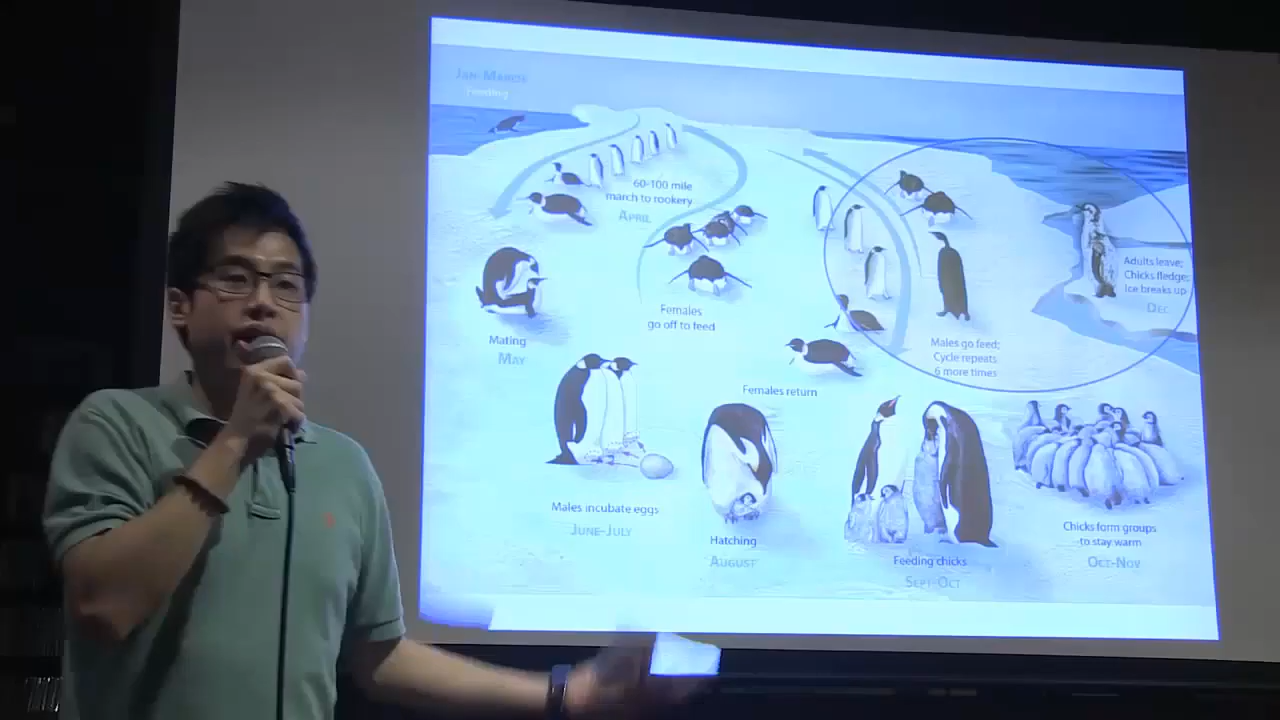 Jan-March
Feeding
60-100 mile
march to rookery
April
Females
go off to feed
Mating
May
Adults leave;
Chicks fledge;
Ice breaks up
Dec
Males go feed;
Cycle repeats
6 more times
Females return
Males incubate eggs
June-July
Hatching
August
Feeding chicks
Sept-Oct
Chicks form groups
to stay warm
Oct-Nov